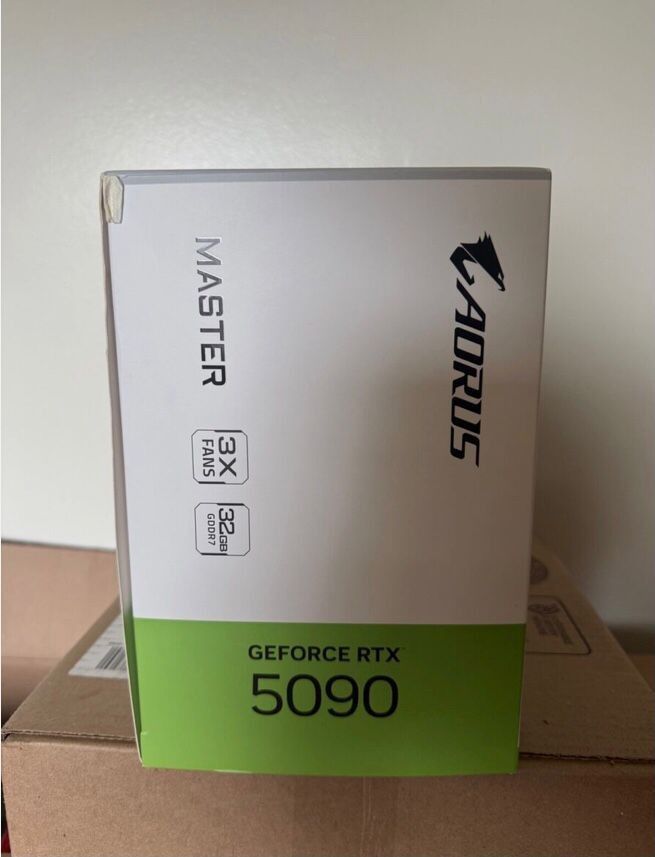 AORUS
MASTER
3X
FANS
32GB
GDDR7
GEFORCE RTX
5090